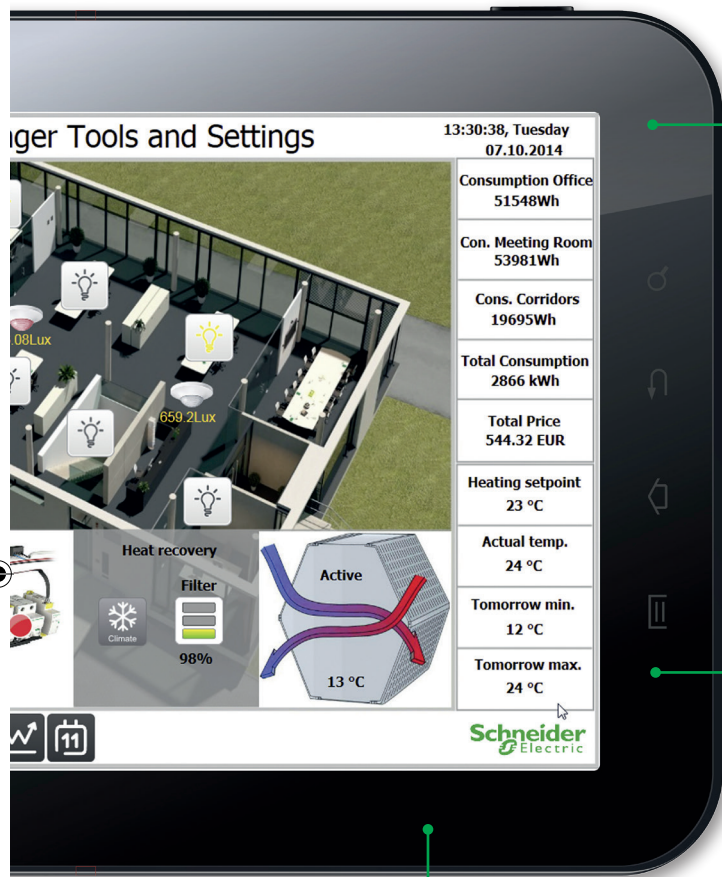 Tools and Settings
13:30:38, Tuesday
07.10.2014
Consumption Office
51548Wh
Con. Meeting Room
53981Wh
Cons. Corridors
19695Wh
.08Lux
Total Consumption
2866 kWh
659.2Lux
Total Price
544.32 EUR
Heating setpoint
23 °C
Heat recovery
Filter
Climate
98%
Active
13 °C
Actual temp.
24 °C
Tomorrow min.
12 °C
Tomorrow max.
24 °C
11
Schneider
Electric